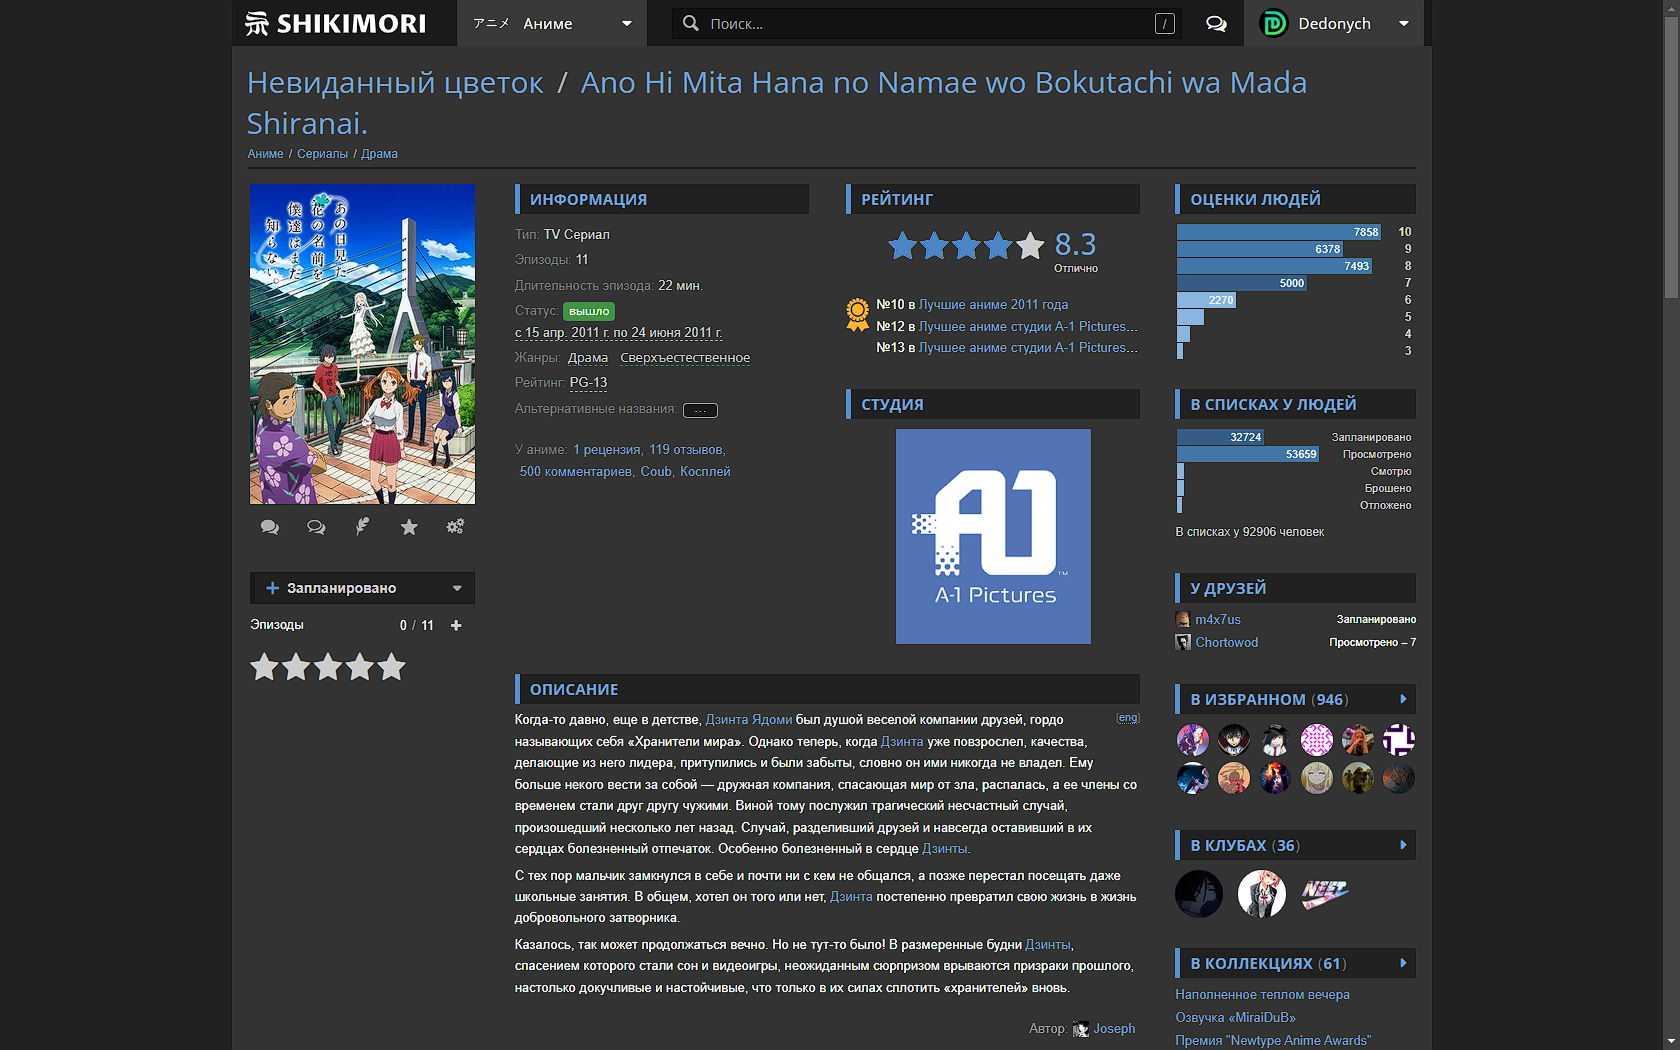 SHIKIMORI
アニメ Аниме
Поиск...
/
Dedonych
Невиданный цветок / Ano Hi Mita Hana no Namae wo Bokutachi wa Mada
Shiranai.
Аниме / Сериалы / Драма
あの日見た
花の名前を
僕達はまだ
知らない。
Запланировано
Эпизоды 0 / 11
ИНФОРМАЦИЯ
Тип: TV Сериал
Эпизоды: 11
Длительность эпизода: 22 мин.
Статус: вышло
с 15 апр. 2011 г. по 24 июня 2011 г.
Жанры: Драма Сверхъестественное
Рейтинг: PG-13
Альтернативные названия: ...
У аниме: 1 рецензия, 119 отзывов,
500 комментариев, Coub, Косплей
РЕЙТИНГ
8.3
Отлично
№10 в Лучшие аниме 2011 года
№12 в Лучшее аниме студии A-1 Pictures...
№13 в Лучшее аниме студии A-1 Pictures...
СТУДИЯ
A-1 Pictures
™
ОПИСАНИЕ
Когда-то давно, еще в детстве, Дзинта Ядоми был душой веселой компании друзей, гордо [eng]
называющих себя «Хранители мира». Однако теперь, когда Дзинта уже повзрослел, качества,
делающие из него лидера, притупились и были забыты, словно он ими никогда не владел. Ему
больше некого вести за собой — дружная компания, спасающая мир от зла, распалась, а ее члены со
временем стали друг другу чужими. Виной тому послужил трагический несчастный случай,
произошедший несколько лет назад. Случай, разделивший друзей и навсегда оставивший в их
сердцах болезненный отпечаток. Особенно болезненный в сердце Дзинты.
С тех пор мальчик замкнулся в себе и почти ни с кем не общался, а позже перестал посещать даже
школьные занятия. В общем, хотел он того или нет, Дзинта постепенно превратил свою жизнь в жизнь
добровольного затворника.
Казалось, так может продолжаться вечно. Но не тут-то было! В размеренные будни Дзинты,
спасением которого стали сон и видеоигры, неожиданным сюрпризом врываются призраки прошлого,
настолько докучливые и настойчивые, что только в их силах сплотить «хранителей» вновь.
Автор: Joseph
ОЦЕНКИ ЛЮДЕЙ
7858 10
6378 9
7493 8
5000 7
2270 6
5
4
3
В СПИСКАХ У ЛЮДЕЙ
32724 Запланировано
53659 Просмотрено
Смотрю
Брошено
Отложено
В списках у 92906 человек
У ДРУЗЕЙ
m4x7us Запланировано
Chortowod Просмотрено – 7
В ИЗБРАННОМ (946)
В КЛУБАХ (36)
NEET
В КОЛЛЕКЦИЯХ (61)
Наполненное теплом вечера
Озвучка «MiraiDuB»
Премия "Newtype Anime Awards"